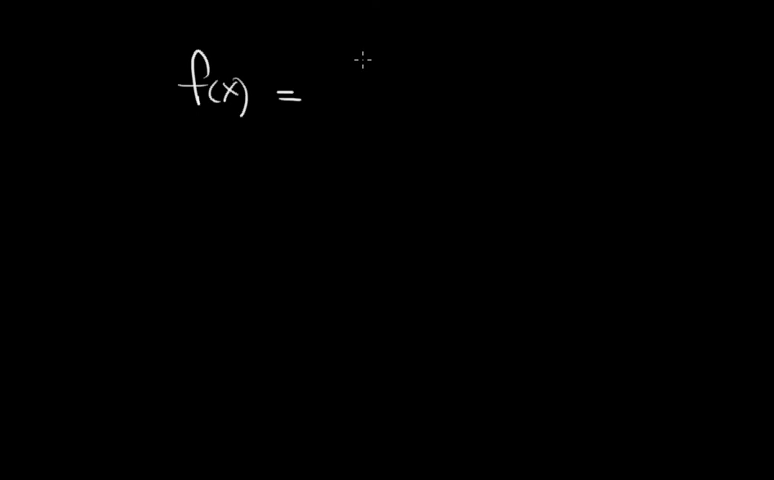 f(x) =